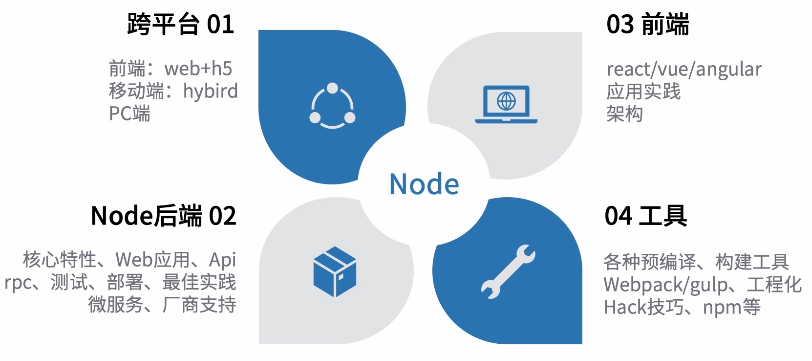 跨平台 01
前端：web+h5
移动端：hybird
PC端
Node后端 02
核心特性、Web应用、Api
rpc、测试、部署、最佳实践
微服务、厂商支持
Node
03 前端
react/vue/angular
应用实践
架构
04 工具
各种预编译、构建工具
Webpack/gulp、工程化
Hack技巧、npm等